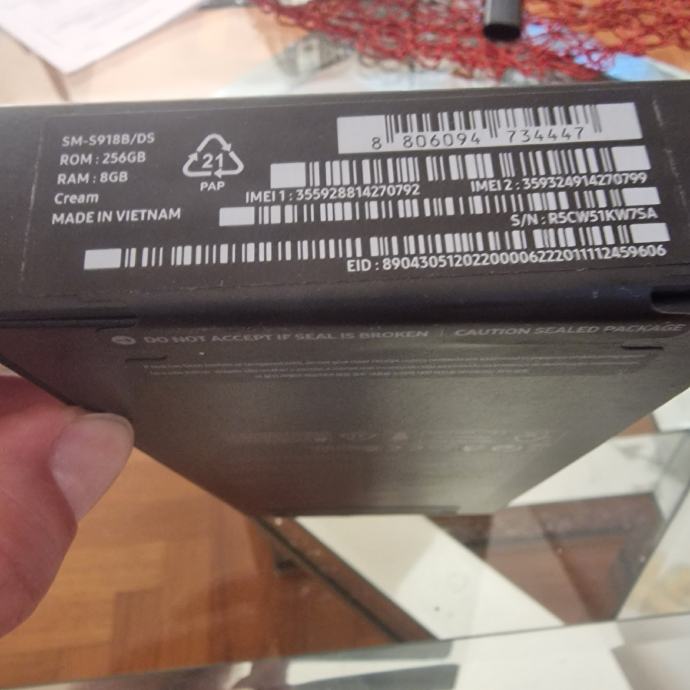 SM-S918B/DS
ROM : 256GB
RAM : 8GB
Cream
MADE IN VIETNAM
21
PAP
8 806094 734447
IMEI 1 : 355928814270792
IMEI 2 : 359324914270799
S/N : R5CW51KW7SA
EID : 89043051202200006222011112459606
DO NOT ACCEPT IF SEAL IS BROKEN | CAUTION SEALED PACKAGE